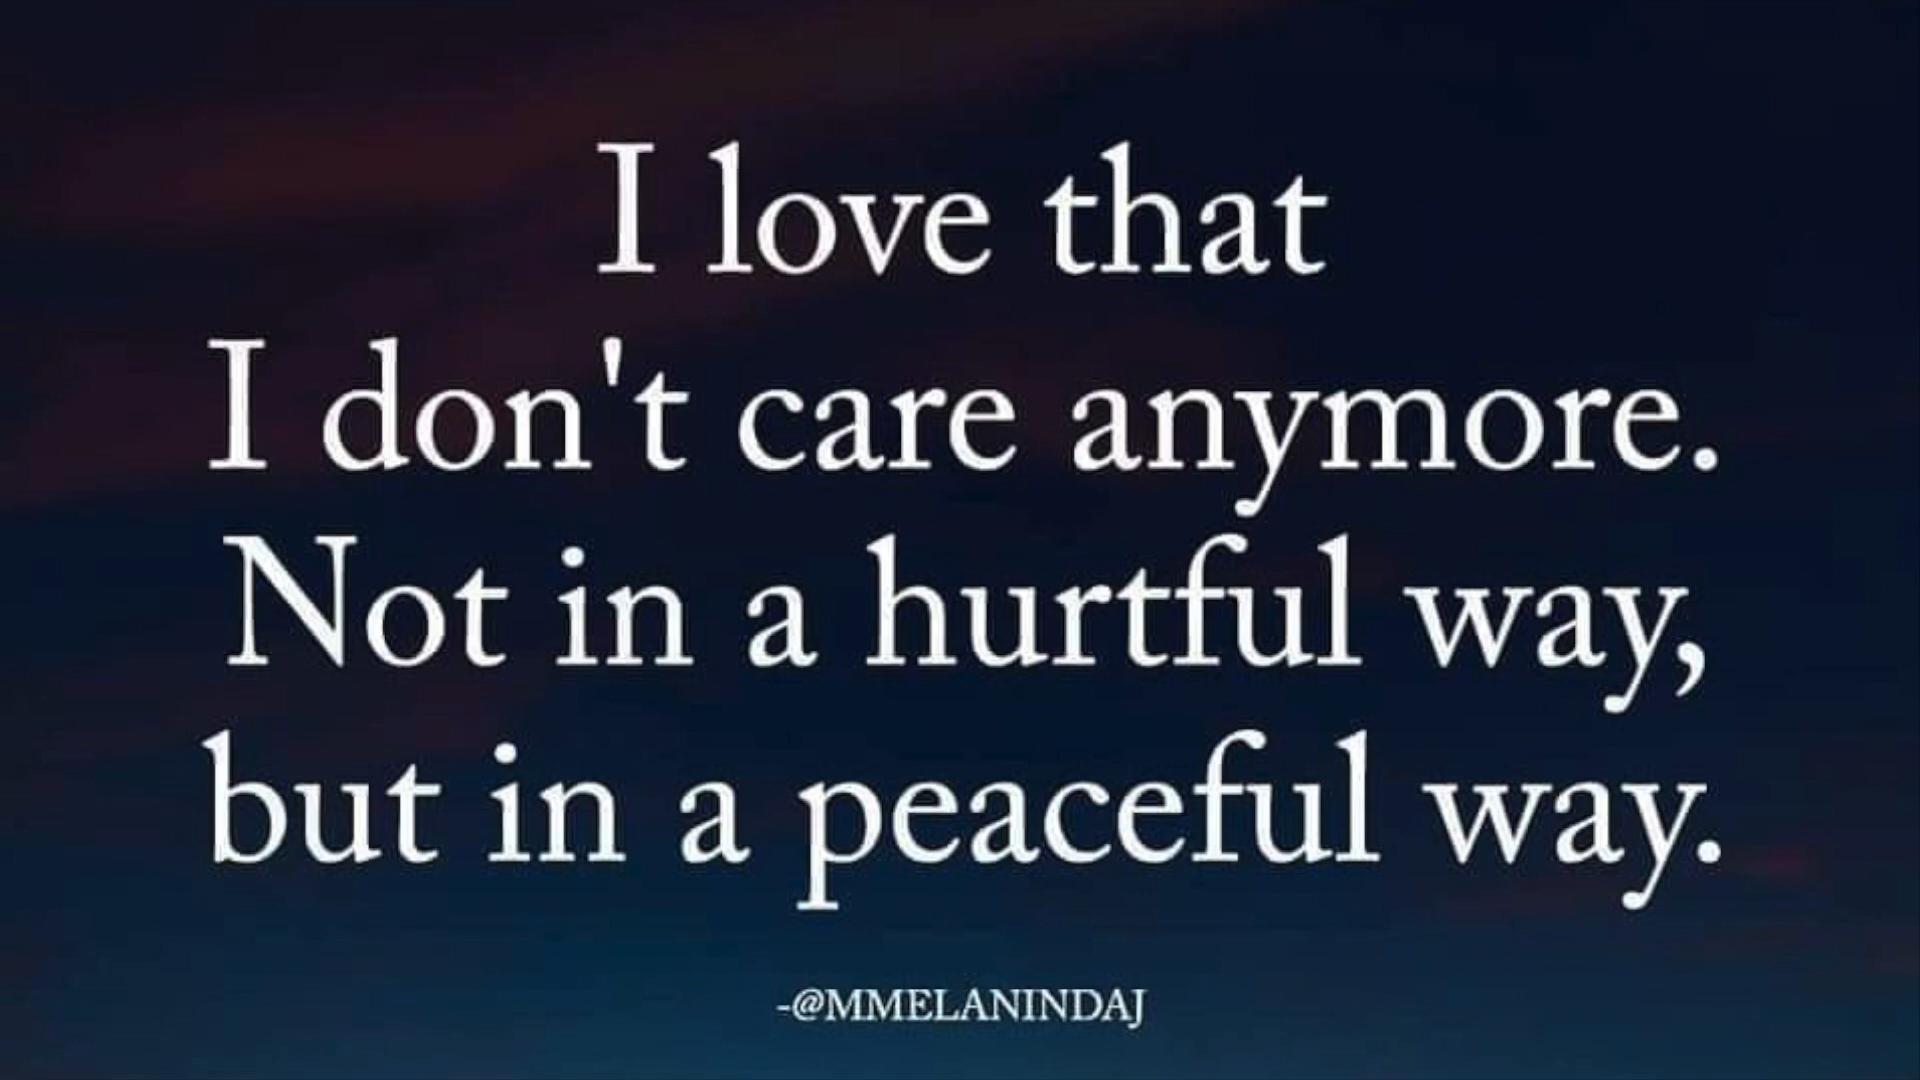 I love that
I don't care anymore.
Not in a hurtful way,
but in a peaceful way.
-@MMELANINDAJ